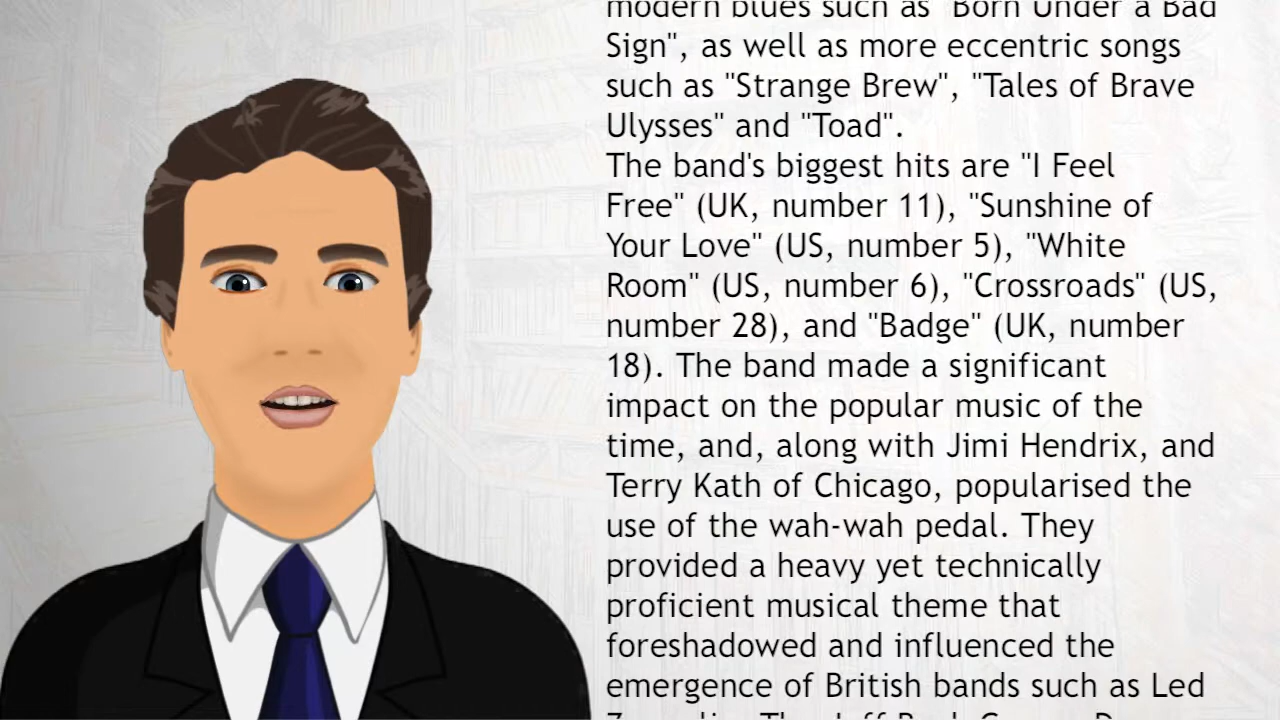 modern blues such as "Born Under a Bad
Sign", as well as more eccentric songs
such as "Strange Brew", "Tales of Brave
Ulysses" and "Toad".
The band's biggest hits are "I Feel
Free" (UK, number 11), "Sunshine of
Your Love" (US, number 5), "White
Room" (US, number 6), "Crossroads" (US,
number 28), and "Badge" (UK, number
18). The band made a significant
impact on the popular music of the
time, and, along with Jimi Hendrix, and
Terry Kath of Chicago, popularised the
use of the wah-wah pedal. They
provided a heavy yet technically
proficient musical theme that
foreshadowed and influenced the
emergence of British bands such as Led